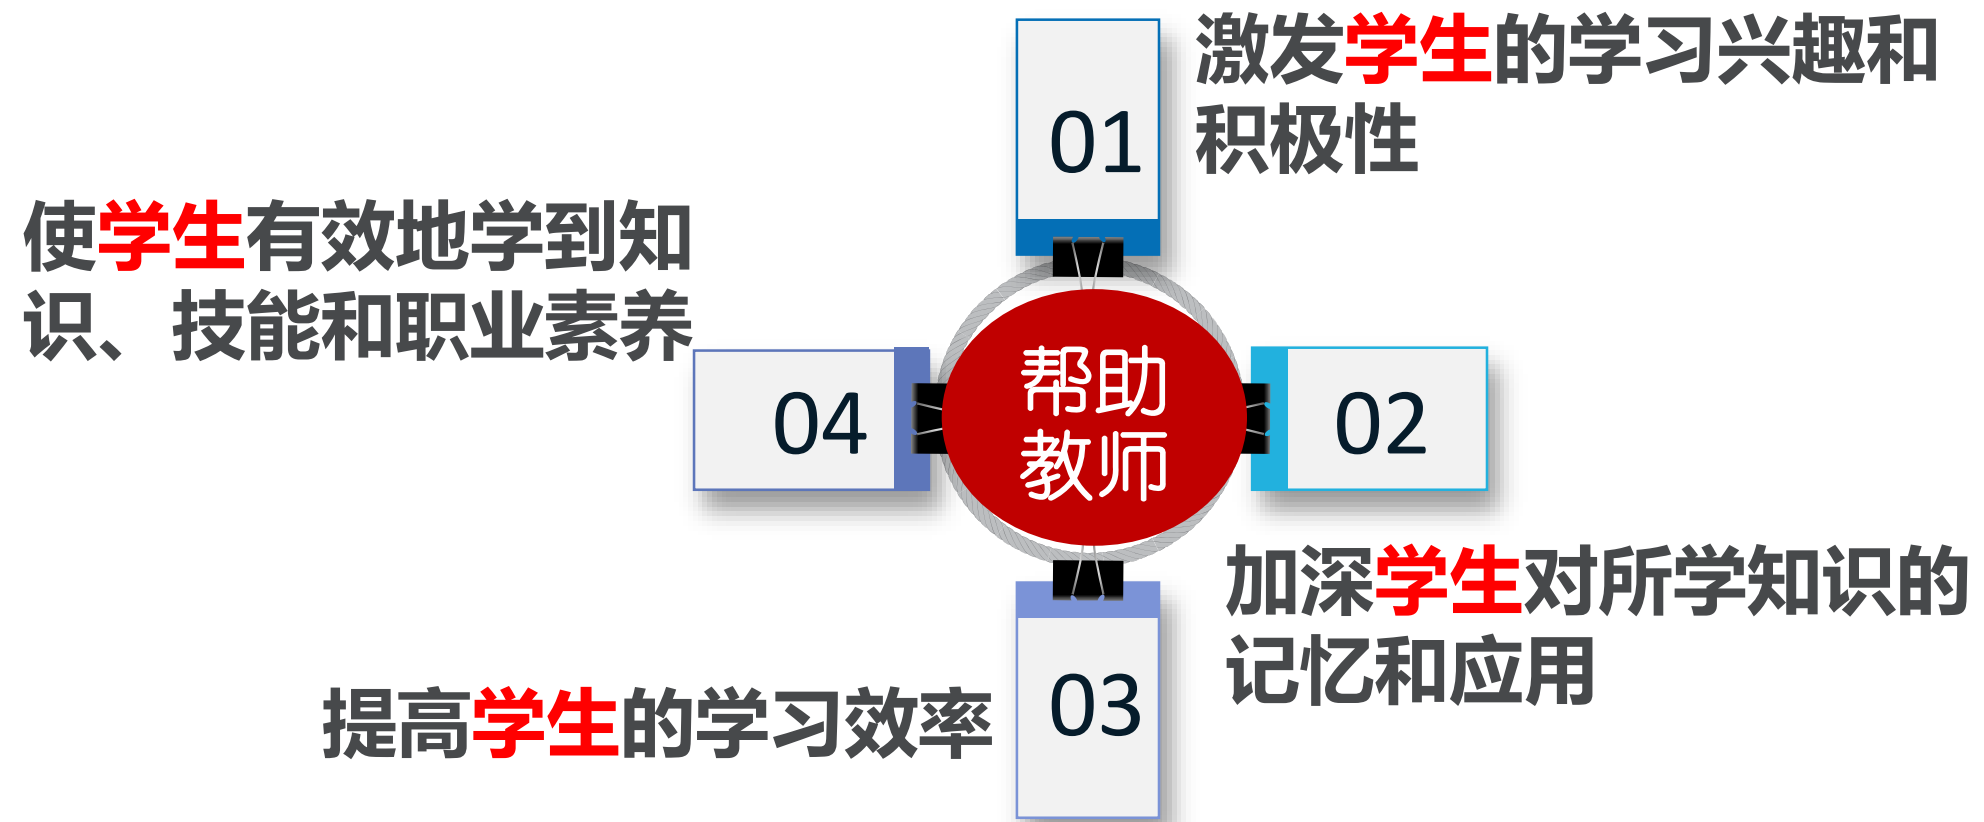 01
激发学生的学习兴趣和
积极性
使学生有效地学到知
识、技能和职业素养
04
帮助
教师
02
加深学生对所学知识的
记忆和应用
提高学生的学习效率
03